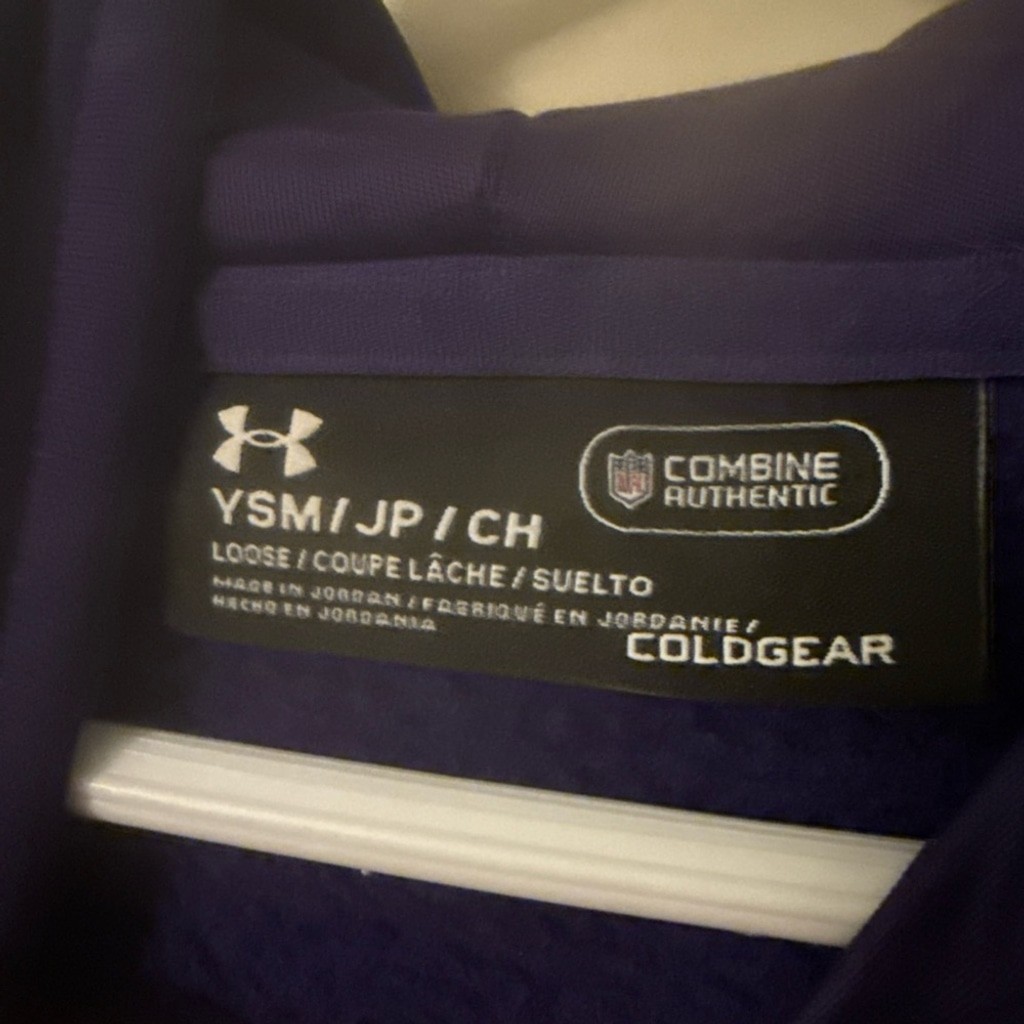 NFL
COMBINE
AUTHENTIC
YSM / JP / CH
LOOSE / COUPE LÂCHE / SUELTO
MADE IN JORDAN / FABRIQUÉ EN JORDANIE /
HECHO EN JORDANIA
COLDGEAR